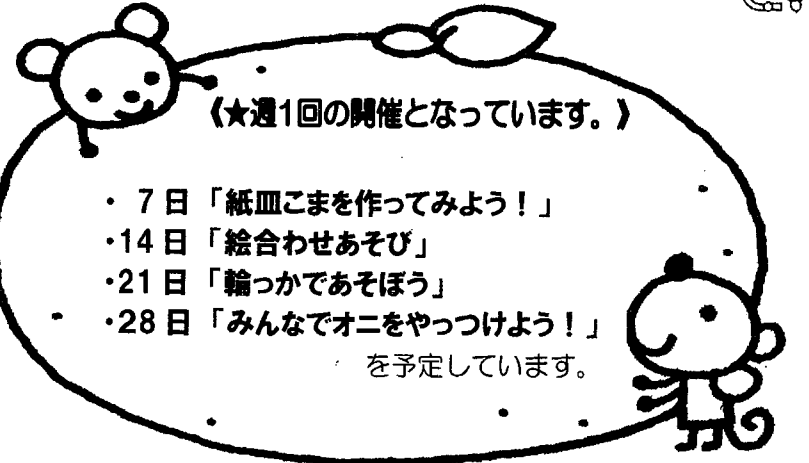 《★週1回の開催となっています。》
・ 7日「紙皿こまを作ってみよう！」
・14日「絵合わせあそび」
・21日「輪っかであそぼう」
・28日「みんなでオニをやっつけよう！」
を予定しています。